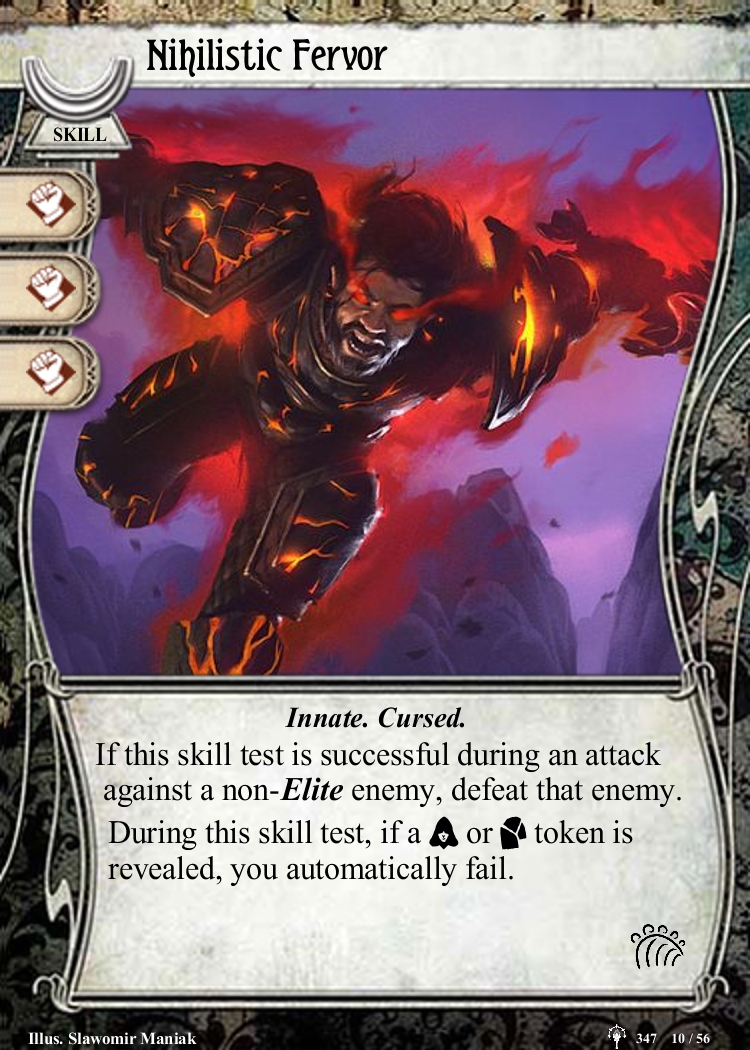 Nihilistic Fervor
SKILL
Innate. Cursed.
If this skill test is successful during an attack
against a non-Elite enemy, defeat that enemy.
During this skill test, if a or token is
revealed, you automatically fail.
Illus. Slawomir Maniak 347 10 / 56